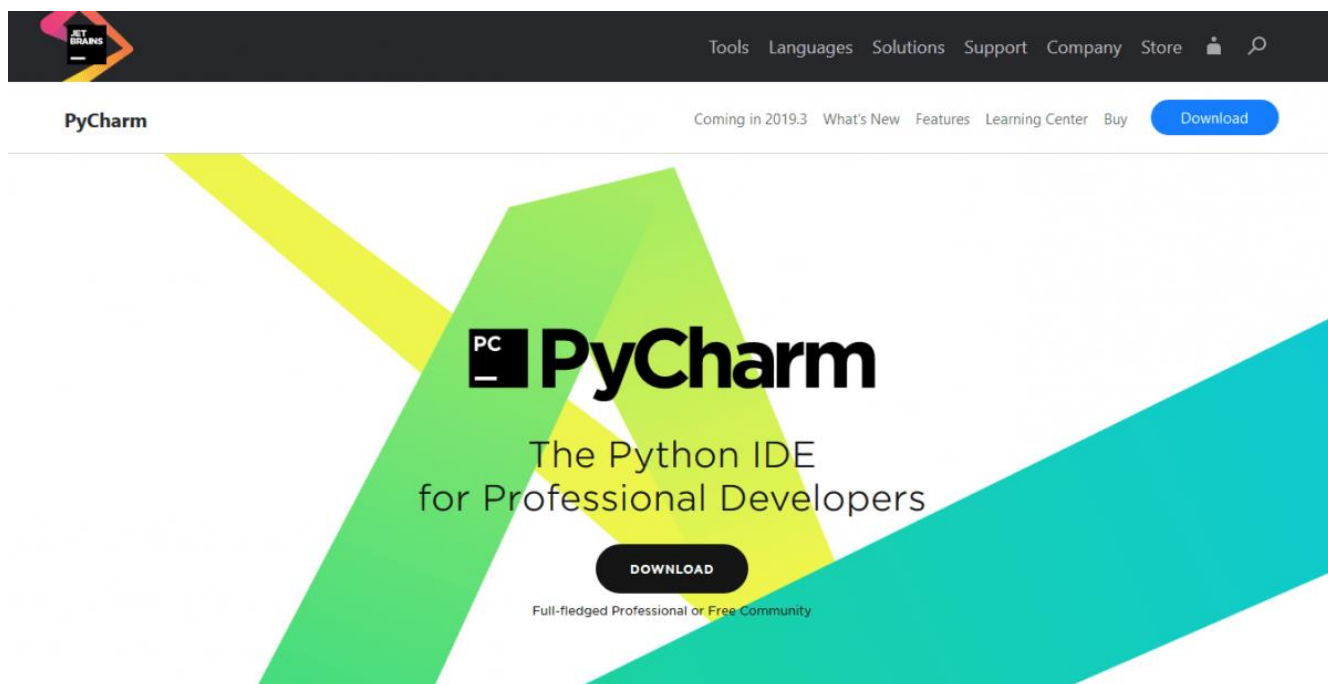 JET
BRAINS
Tools Languages Solutions Support Company Store
PyCharm
Coming in 2019.3 What's New Features Learning Center Buy Download
PC
PyCharm
The Python IDE
for Professional Developers
DOWNLOAD
Full-fledged Professional or Free Community